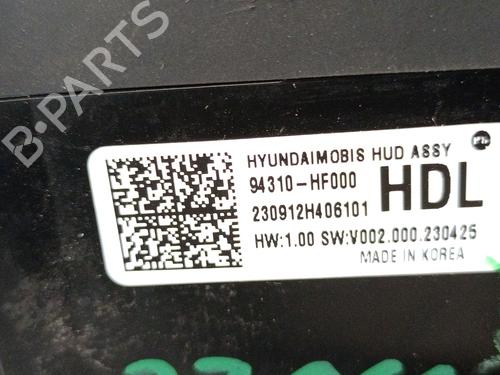 HYUNDAIMOBIS HUD ASSY
94310-HF000
HDL
230912H406101
HW:1.00 SW:V002.000.230425
MADE IN KOREA
B-PARTS